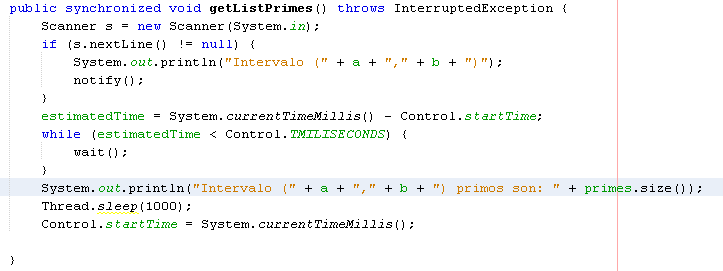 public synchronized void getListPrimes() throws InterruptedException {
Scanner s = new Scanner(System.in);
if (s.nextLine() != null) {
System.out.println("Intervalo (" + a + "," + b + ")");
notify();
}
estimatedTime = System.currentTimeMillis() - Control.startTime;
while (estimatedTime < Control.TMILISECONDS) {
wait();
}
System.out.println("Intervalo (" + a + "," + b + ") primos son: " + primes.size());
Thread.sleep(1000);
Control.startTime = System.currentTimeMillis();
}